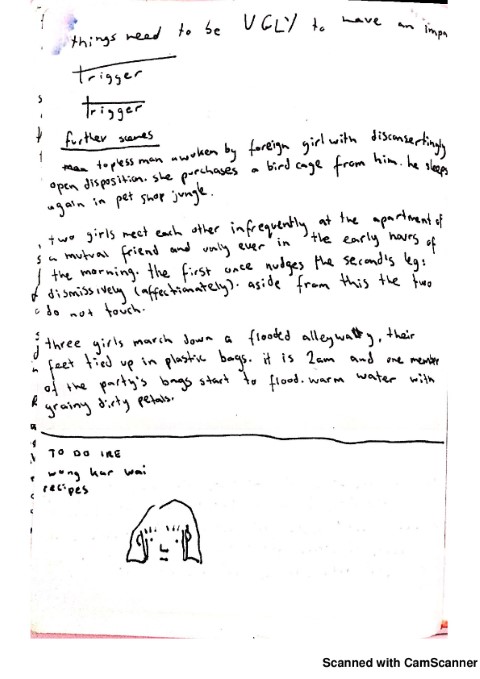 things need to be UGLY to have an impa
Trigger
Trigger
further scenes
topless man awoken by foreign girl with disconsertingly
open disposition. she purchases a bird cage from him. he sleeps
again in pet shop jungle.
two girls meet each other infrequently at the apartment of
a mutual friend and only ever in the early hours of
the morning. the first once nudges the second's leg:
dismissively (affectionately). aside from this the two
do not touch.
three girls march down a flooded alleyway, their
feet tied up in plastic bags. it is 2am and one member
of the party's bags start to flood. warm water with
grainy dirty petals.
TO DO IRE
wong kar wai
recipes
Scanned with CamScanner